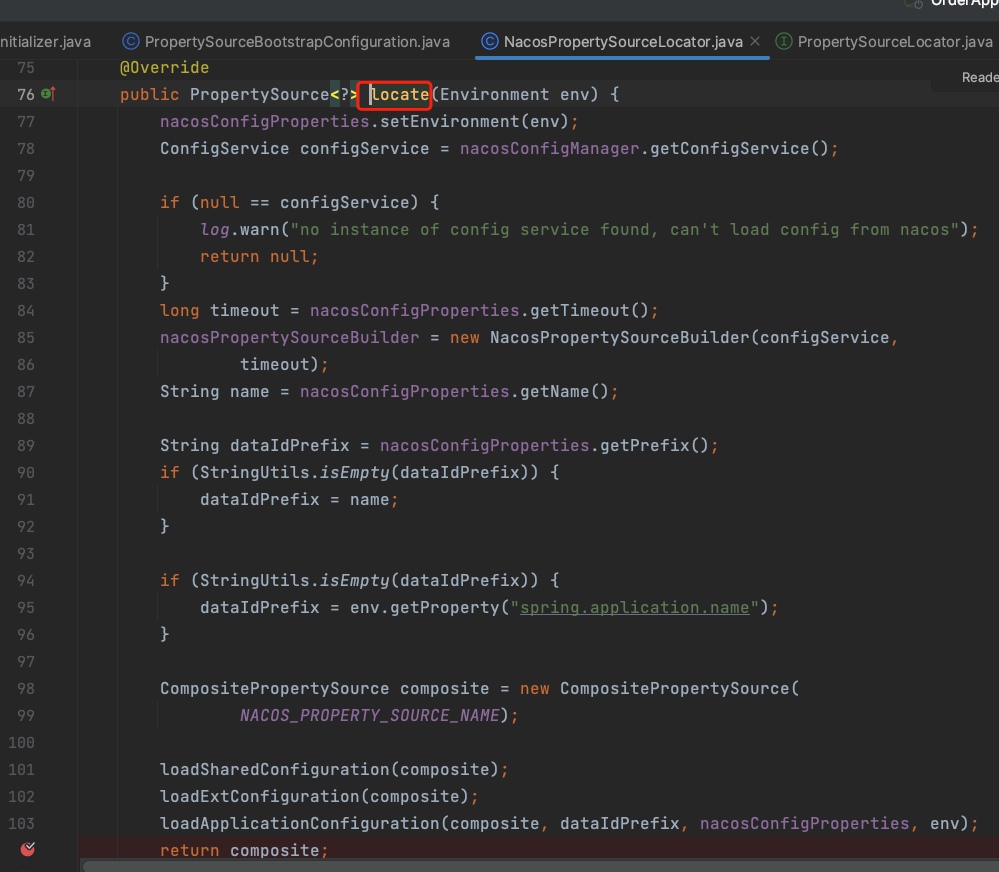 OrderApp
nitializer.java PropertySourceBootstrapConfiguration.java NacosPropertySourceLocator.java PropertySourceLocator.java
Reade
75 @Override
76 public PropertySource<?> locate(Environment env) {
77 nacosConfigProperties.setEnvironment(env);
78 ConfigService configService = nacosConfigManager.getConfigService();
79
80 if (null == configService) {
81 log.warn("no instance of config service found, can't load config from nacos");
82 return null;
83 }
84 long timeout = nacosConfigProperties.getTimeout();
85 nacosPropertySourceBuilder = new NacosPropertySourceBuilder(configService,
86 timeout);
87 String name = nacosConfigProperties.getName();
88
89 String dataIdPrefix = nacosConfigProperties.getPrefix();
90 if (StringUtils.isEmpty(dataIdPrefix)) {
91 dataIdPrefix = name;
92 }
93
94 if (StringUtils.isEmpty(dataIdPrefix)) {
95 dataIdPrefix = env.getProperty("spring.application.name");
96 }
97
98 CompositePropertySource composite = new CompositePropertySource(
99 NACOS_PROPERTY_SOURCE_NAME);
100
101 loadSharedConfiguration(composite);
102 loadExtConfiguration(composite);
103 loadApplicationConfiguration(composite, dataIdPrefix, nacosConfigProperties, env);
return composite;